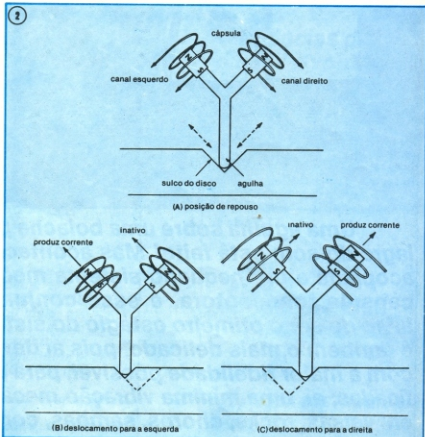 2
cápsula
canal esquerdo
canal direito
N
S
N
S
sulco do disco
agulha
(A) posição de repouso
produz corrente
inativo
N
S
N
S
inativo
produz corrente
N
S
N
S
(B) deslocamento para a esquerda
(C) deslocamento para a direita